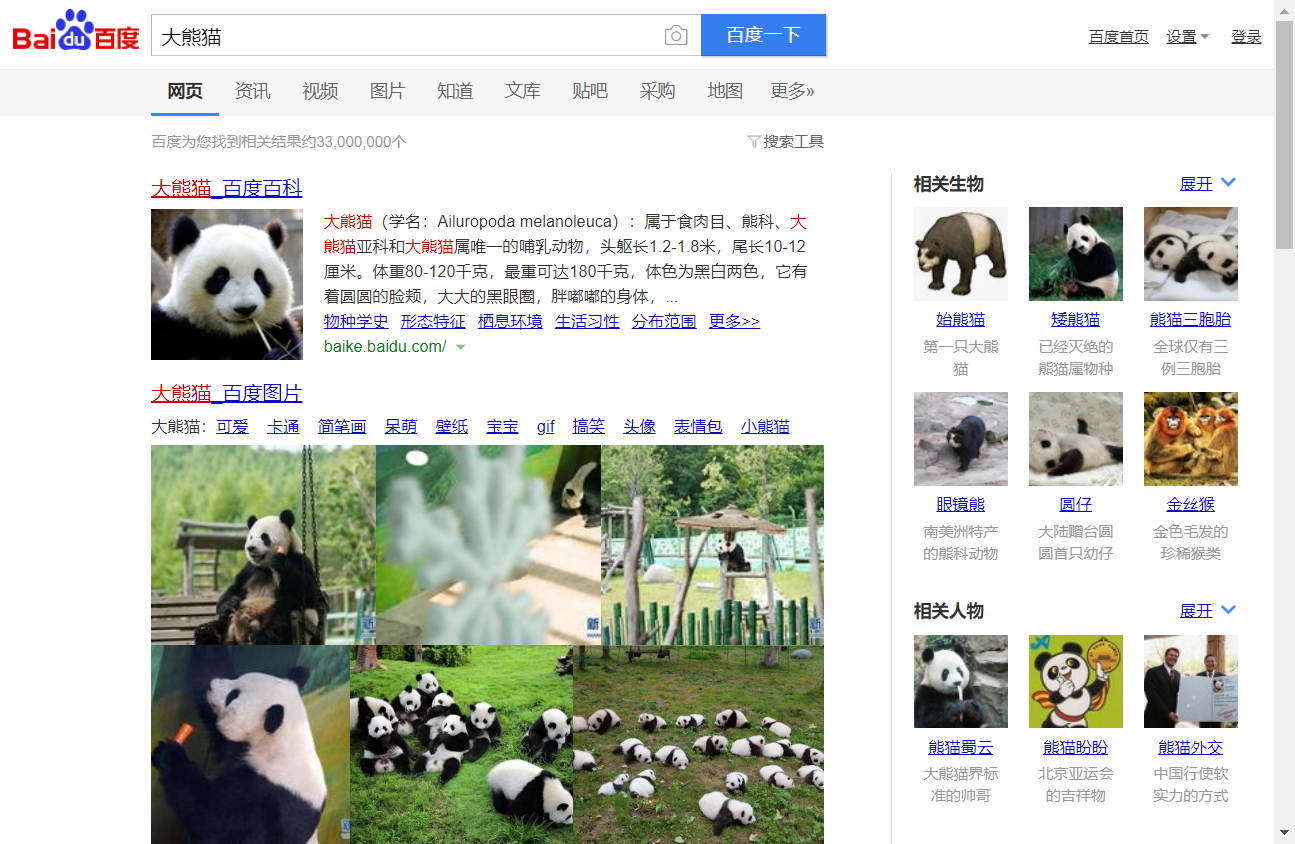 Bai du 百度
大熊猫
百度一下
百度首页 设置 登录
网页 资讯 视频 图片 知道 文库 贴吧 采购 地图 更多»
百度为您找到相关结果约33,000,000个
搜索工具
大熊猫_百度百科
大熊猫（学名：Ailuropoda melanoleuca）：属于食肉目、熊科、大
熊猫亚科和大熊猫属唯一的哺乳动物，头躯长1.2-1.8米，尾长10-12
厘米。体重80-120千克，最重可达180千克，体色为黑白两色，它有
着圆圆的脸颊，大大的黑眼圈，胖嘟嘟的身体，...
物种学史 形态特征 栖息环境 生活习性 分布范围 更多>>
baike.baidu.com/
大熊猫_百度图片
大熊猫： 可爱 卡通 简笔画 呆萌 壁纸 宝宝 gif 搞笑 头像 表情包 小熊猫
新
新
新
相关生物 展开
始熊猫 矮熊猫 熊猫三胞胎
第一只大熊 已经灭绝的 全球仅有三
猫 熊猫属物种 例三胞胎
眼镜熊 圆仔 金丝猴
南美洲特产 大陆赠台圆 金色毛发的
的熊科动物 圆首只幼仔 珍稀猴类
相关人物 展开
熊猫蜀云 熊猫盼盼 熊猫外交
大熊猫界标 北京亚运会 中国行使软
准的帅哥 的吉祥物 实力的方式